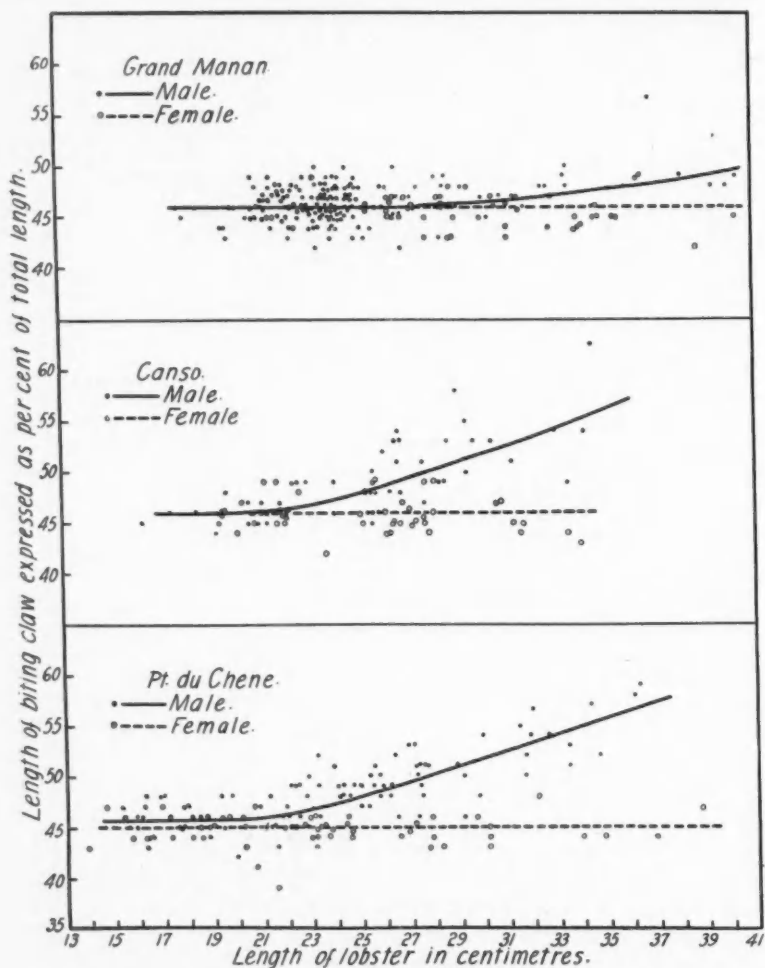 Length of biting claw expressed as per cent of total length.
60
55
50
45
40
Grand Manan
Male.
Female.
60
55
50
45
40
Canso.
Male.
Female
60
55
50
45
40
35
Pt. du Chene.
Male.
Female.
13 15 17 19 21 23 25 27 29 31 33 35 37 39 41
Length of lobster in centimetres.